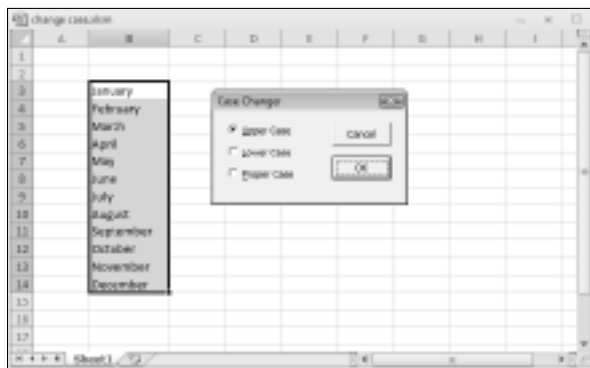 change case.xlsm
A B C D E F G H I
1
2
3 January
4 February
5 March
6 April
7 May
8 June
9 July
10 August
11 September
12 October
13 November
14 December
15
16
17
Case Changer
Upper Case
Cancel
Lower Case
OK
Proper Case
Sheet1